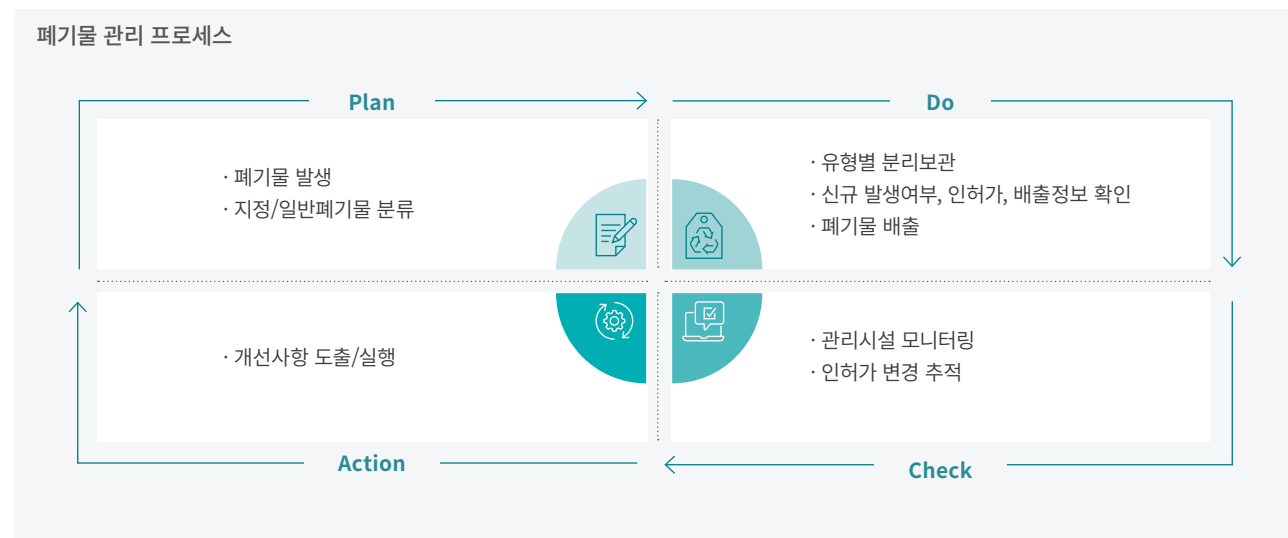 폐기물 관리 프로세스
Plan
· 폐기물 발생
· 지정/일반폐기물 분류
Do
· 유형별 분리보관
· 신규 발생여부, 인허가, 배출정보 확인
· 폐기물 배출
· 관리시설 모니터링
· 인허가 변경 추적
Check
· 개선사항 도출/실행
Action